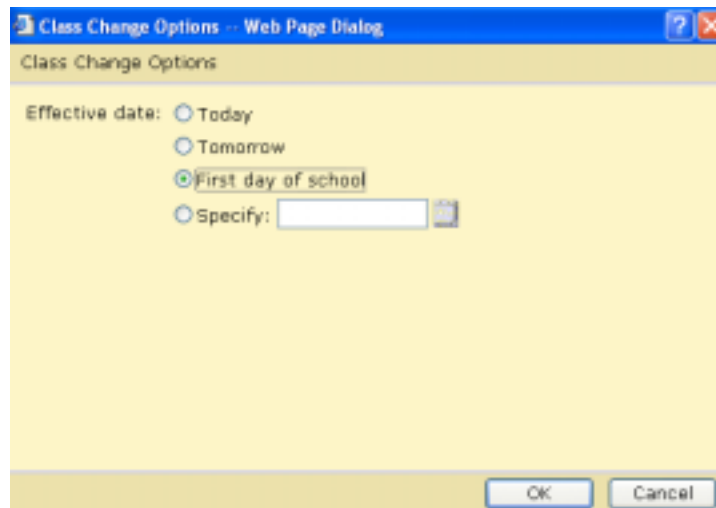 Class Change Options -- Web Page Dialog
Class Change Options
Effective date: Today
Tomorrow
First day of school
Specify:
OK Cancel